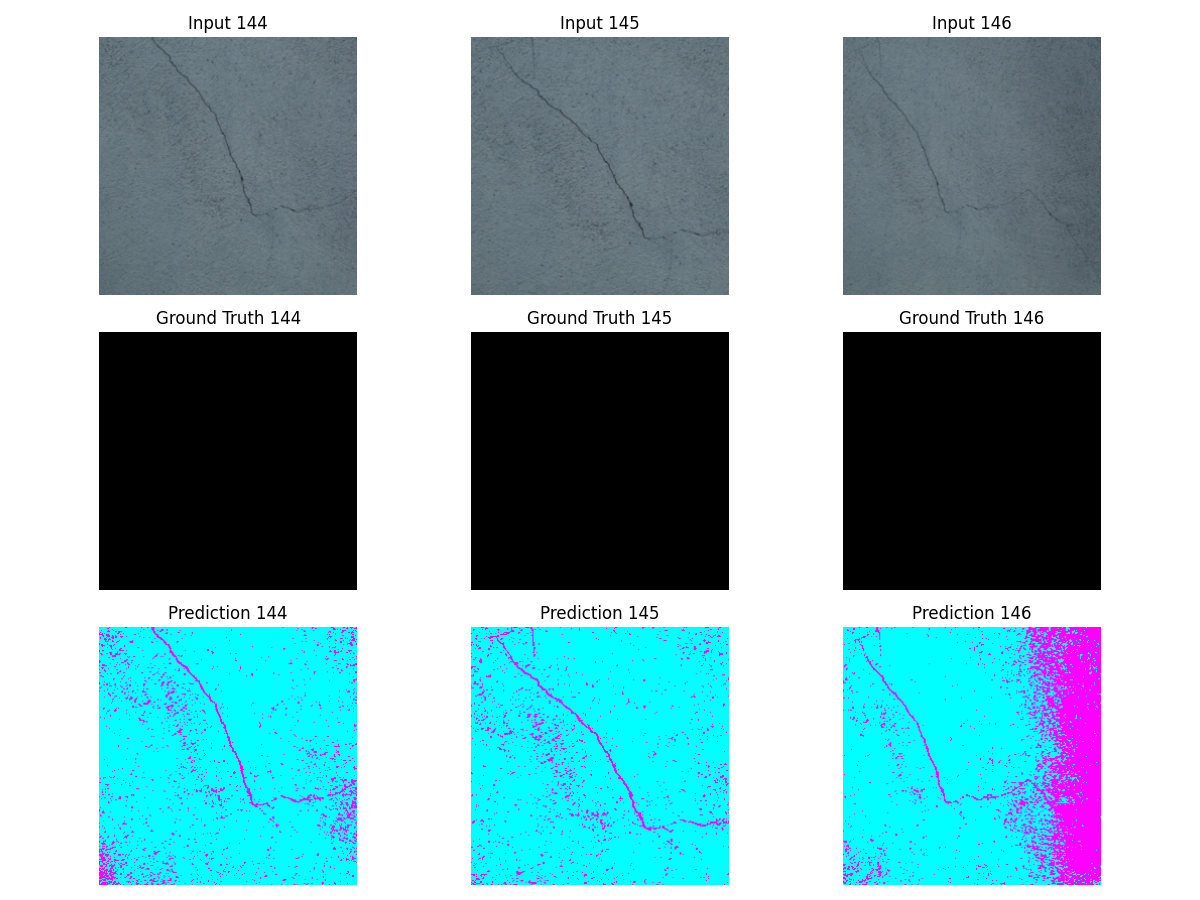 Input 144
Input 145
Input 146
Ground Truth 144
Ground Truth 145
Ground Truth 146
Prediction 144
Prediction 145
Prediction 146